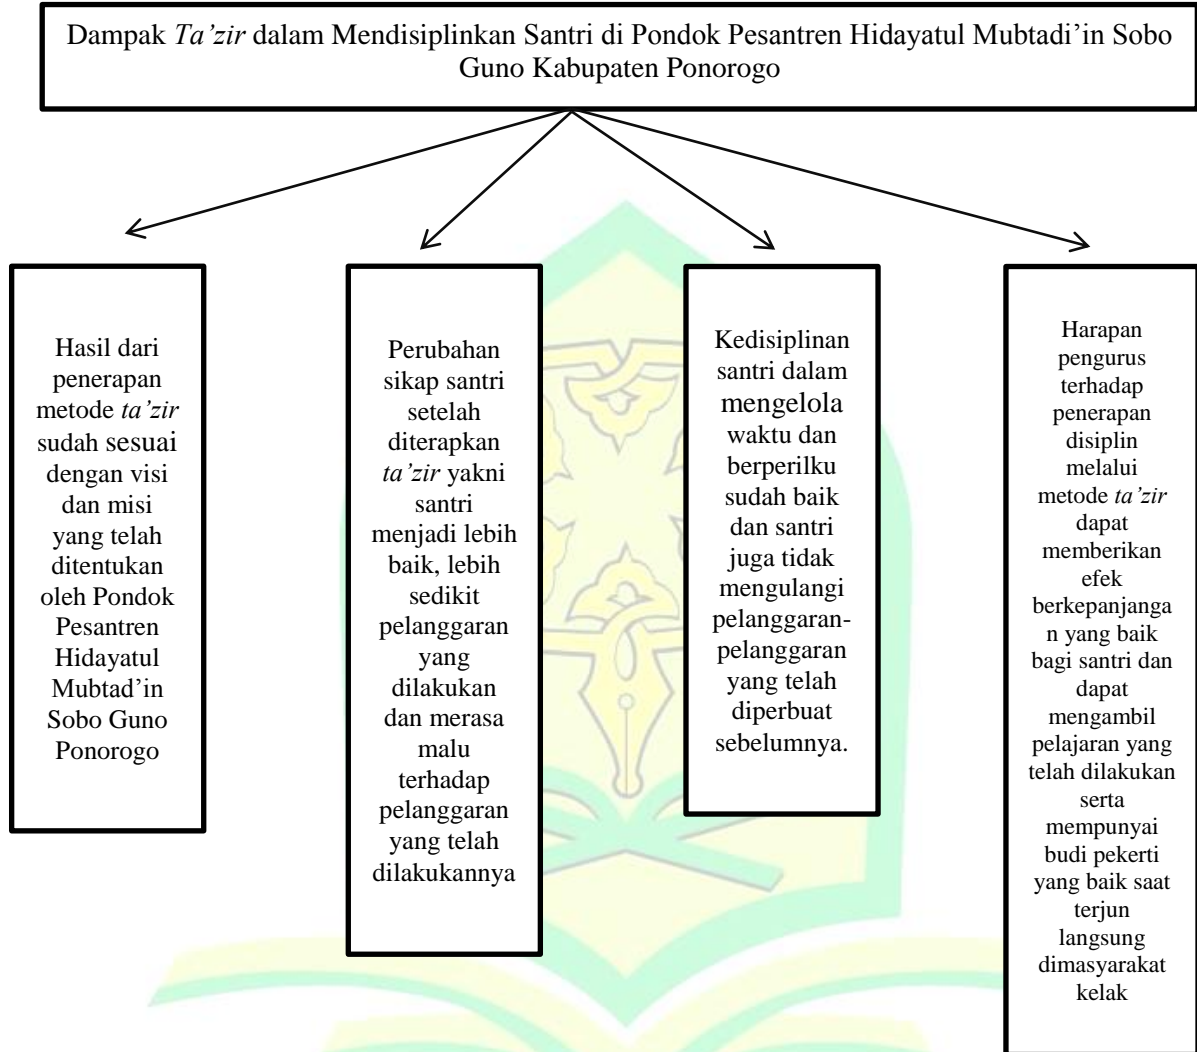 Dampak Ta’zir dalam Mendisiplinkan Santri di Pondok Pesantren Hidayatul Mubtadi’in Sobo
Guno Kabupaten Ponorogo
Hasil dari
penerapan
metode ta’zir
sudah sesuai
dengan visi
dan misi
yang telah
ditentukan
oleh Pondok
Pesantren
Hidayatul
Mubtad’in
Sobo Guno
Ponorogo
Perubahan
sikap santri
setelah
diterapkan
ta’zir yakni
santri
menjadi lebih
baik, lebih
sedikit
pelanggaran
yang
dilakukan
dan merasa
malu
terhadap
pelanggaran
yang telah
dilakukannya
Kedisiplinan
santri dalam
mengelola
waktu dan
berperilku
sudah baik
dan santri
juga tidak
mengulangi
pelanggaran-
pelanggaran
yang telah
diperbuat
sebelumnya.
Harapan
pengurus
terhadap
penerapan
disiplin
melalui
metode ta’zir
dapat
memberikan
efek
berkepanjanga
n yang baik
bagi santri dan
dapat
mengambil
pelajaran yang
telah dilakukan
serta
mempunyai
budi pekerti
yang baik saat
terjun
langsung
dimasyarakat
kelak